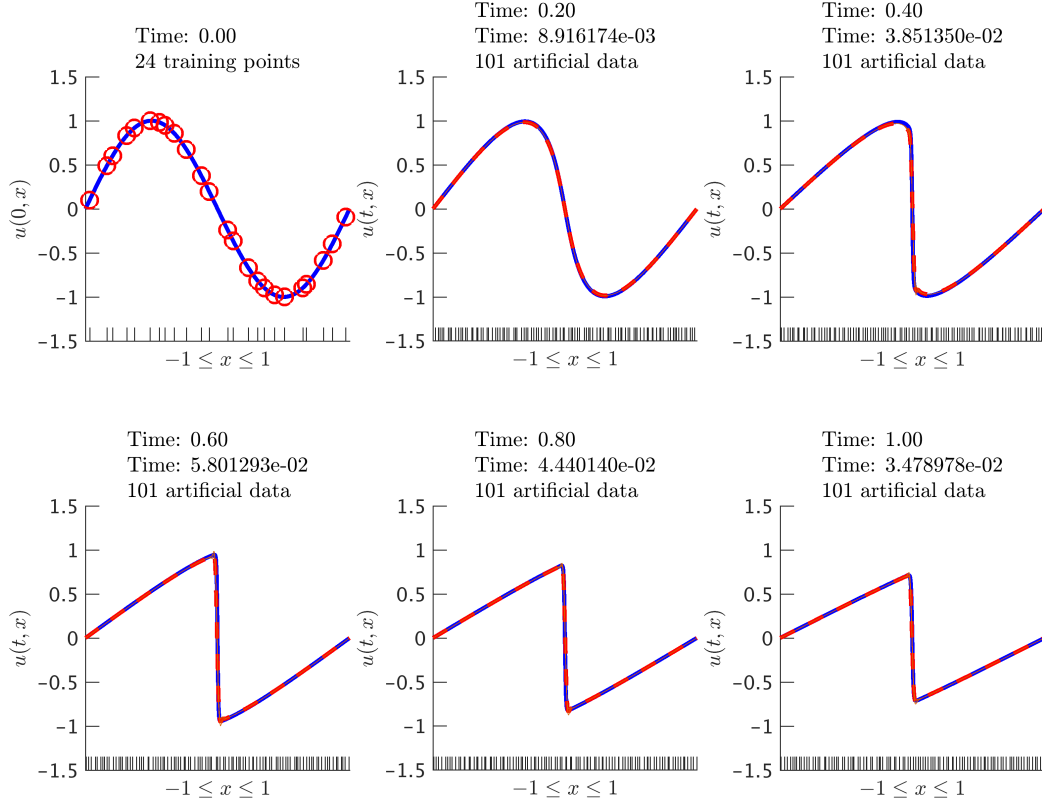 Time: 0.00
24 training points
1.5
1
0.5
0
−0.5
−1
−1.5
u(0, x)
−1 ≤ x ≤ 1
Time: 0.20
Time: 8.916174e-03
101 artificial data
1.5
1
0.5
0
−0.5
−1
−1.5
u(t, x)
−1 ≤ x ≤ 1
Time: 0.40
Time: 3.851350e-02
101 artificial data
1.5
1
0.5
0
−0.5
−1
−1.5
u(t, x)
−1 ≤ x ≤ 1
Time: 0.60
Time: 5.801293e-02
101 artificial data
1.5
1
0.5
0
−0.5
−1
−1.5
u(t, x)
−1 ≤ x ≤ 1
Time: 0.80
Time: 4.440140e-02
101 artificial data
1.5
1
0.5
0
−0.5
−1
−1.5
u(t, x)
−1 ≤ x ≤ 1
Time: 1.00
Time: 3.478978e-02
101 artificial data
1.5
1
0.5
0
−0.5
−1
−1.5
u(t, x)
−1 ≤ x ≤ 1